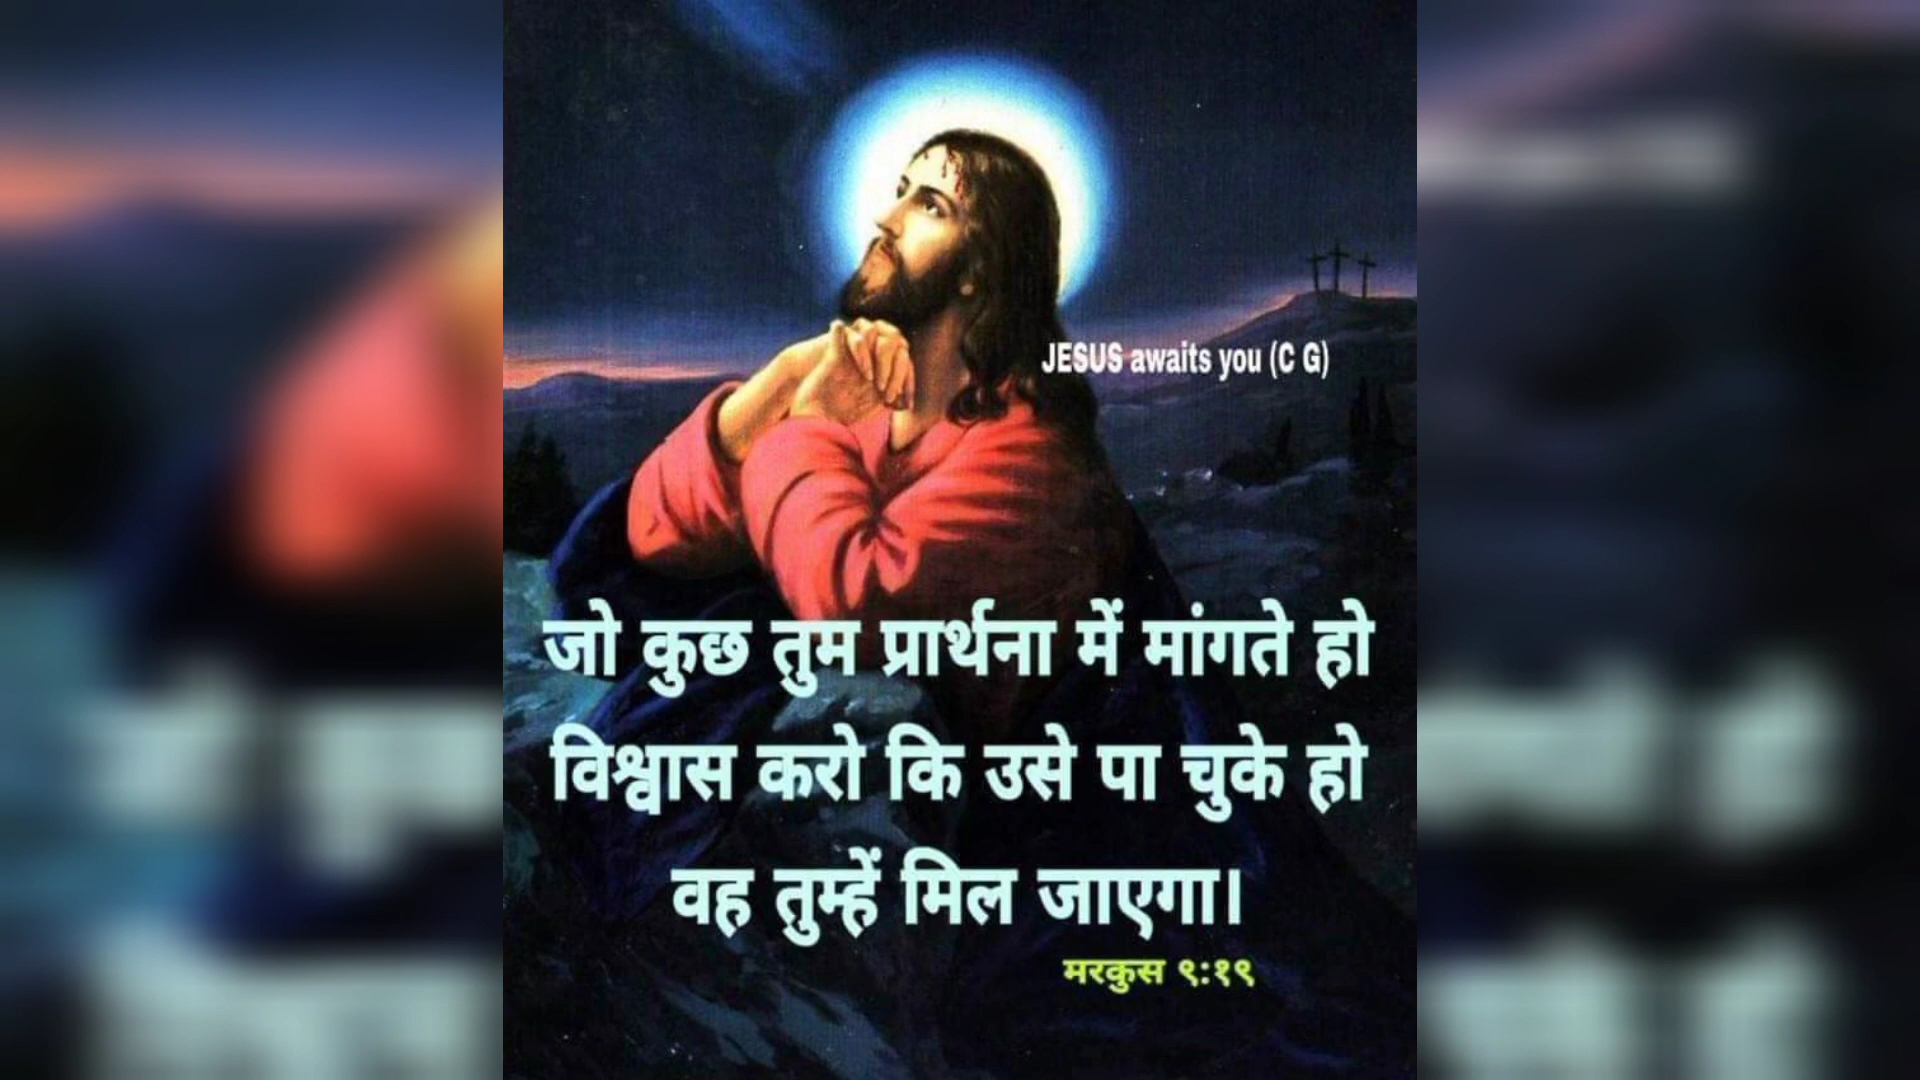 JESUS awaits you (C G)
जो कुछ तुम प्रार्थना में मांगते हो
विश्वास करो कि उसे पा चुके हो
वह तुम्हें मिल जाएगा।
मरकुस ९:१९